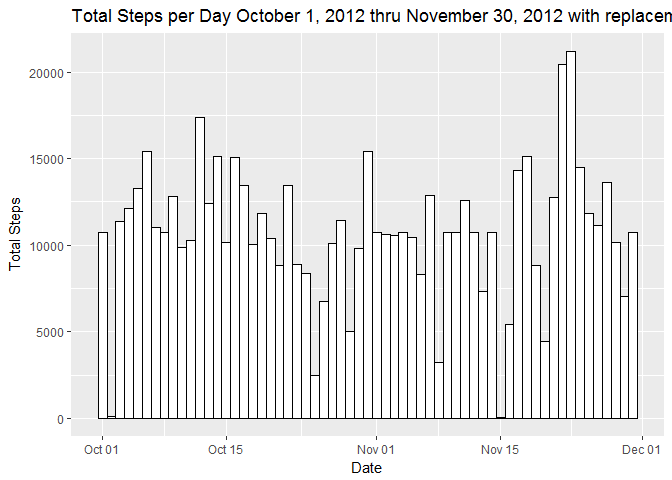 Total Steps per Day October 1, 2012 thru November 30, 2012 with
20000
15000
10000
5000
0
Total Steps
Oct 01
Oct 15
Nov 01
Nov 15
Dec 01
Date